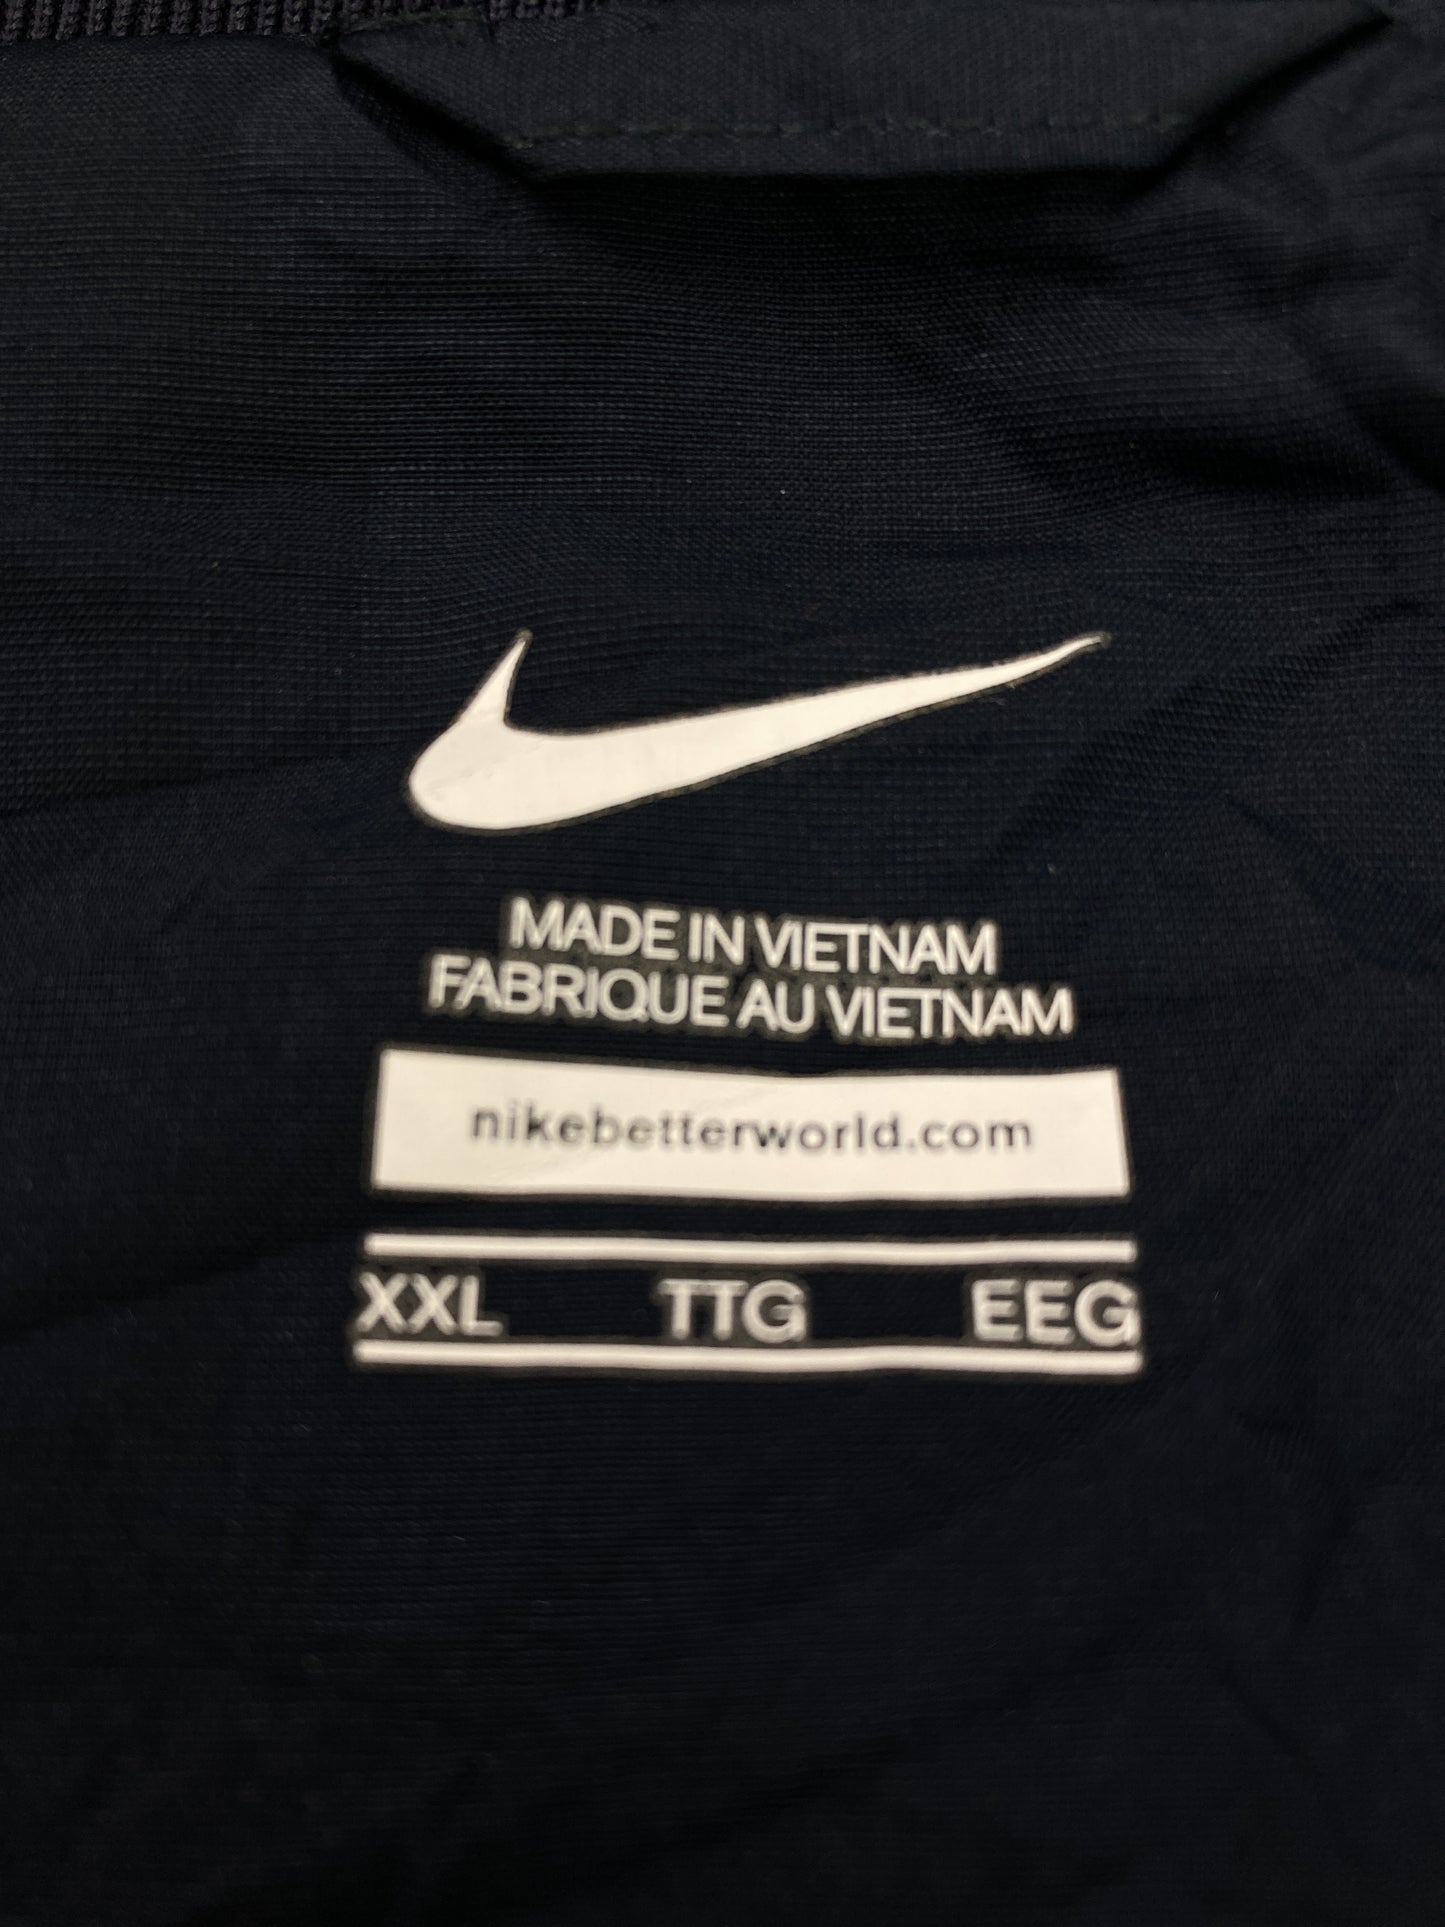 MADE IN VIETNAM
FABRIQUE AU VIETNAM
nikebetterworld.com
XXL TTG EEG